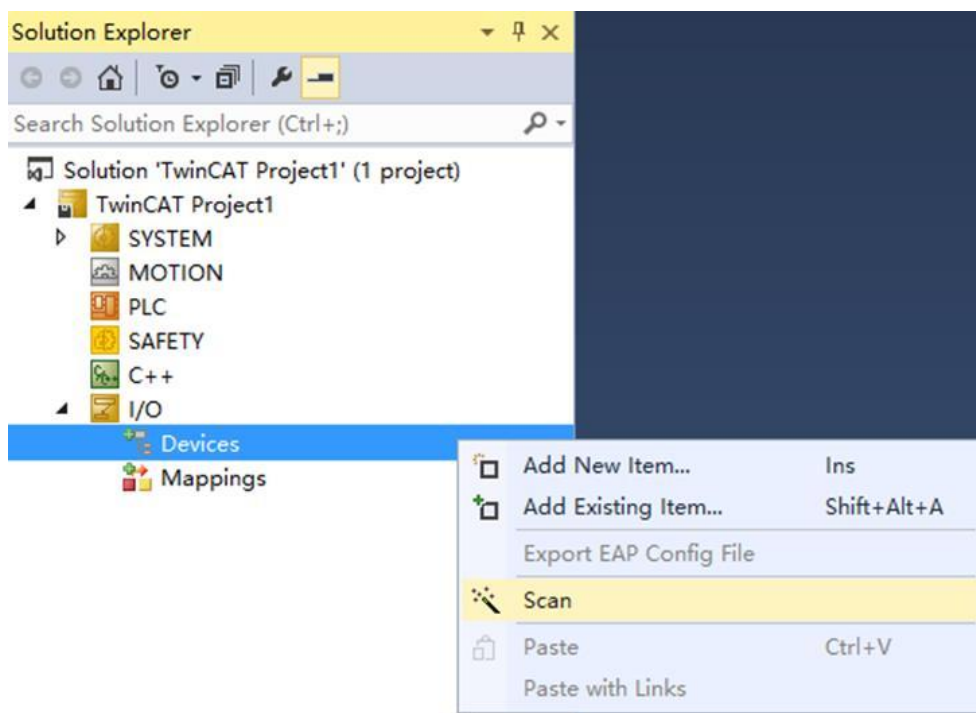 Solution Explorer
Search Solution Explorer (Ctrl+;)
Solution 'TwinCAT Project1' (1 project)
TwinCAT Project1
SYSTEM
MOTION
PLC
SAFETY
C++
I/O
Devices
Mappings
Add New Item... Ins
Add Existing Item... Shift+Alt+A
Export EAP Config File
Scan
Paste Ctrl+V
Paste with Links